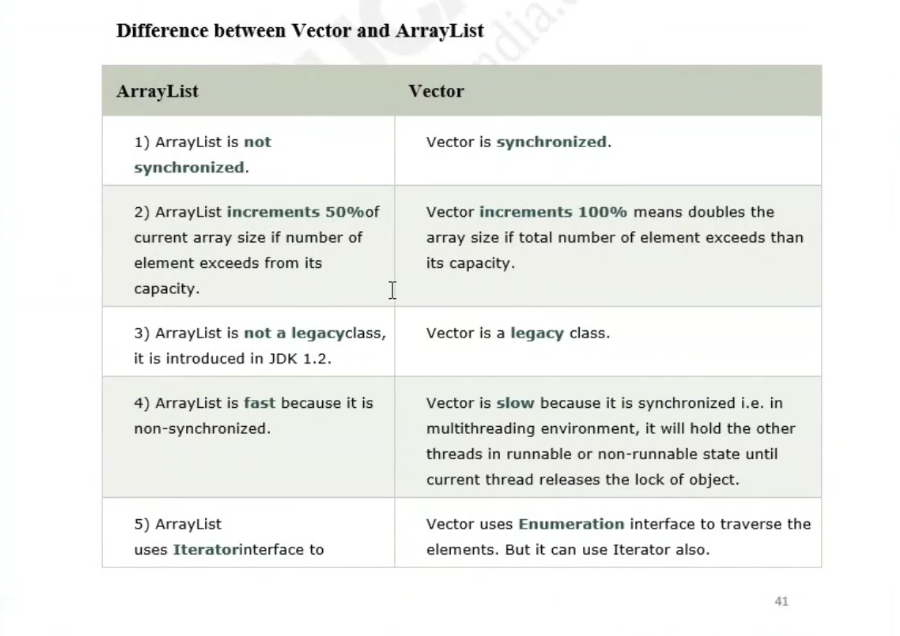 Difference between Vector and ArrayList
ArrayList Vector
1) ArrayList is not
synchronized.
Vector is synchronized.
2) ArrayList increments 50%of
current array size if number of
element exceeds from its
capacity.
Vector increments 100% means doubles the
array size if total number of element exceeds than
its capacity.
3) ArrayList is not a legacyclass,
it is introduced in JDK 1.2.
Vector is a legacy class.
4) ArrayList is fast because it is
non-synchronized.
Vector is slow because it is synchronized i.e. in
multithreading environment, it will hold the other
threads in runnable or non-runnable state until
current thread releases the lock of object.
5) ArrayList
uses Iteratorinterface to
Vector uses Enumeration interface to traverse the
elements. But it can use Iterator also.
41